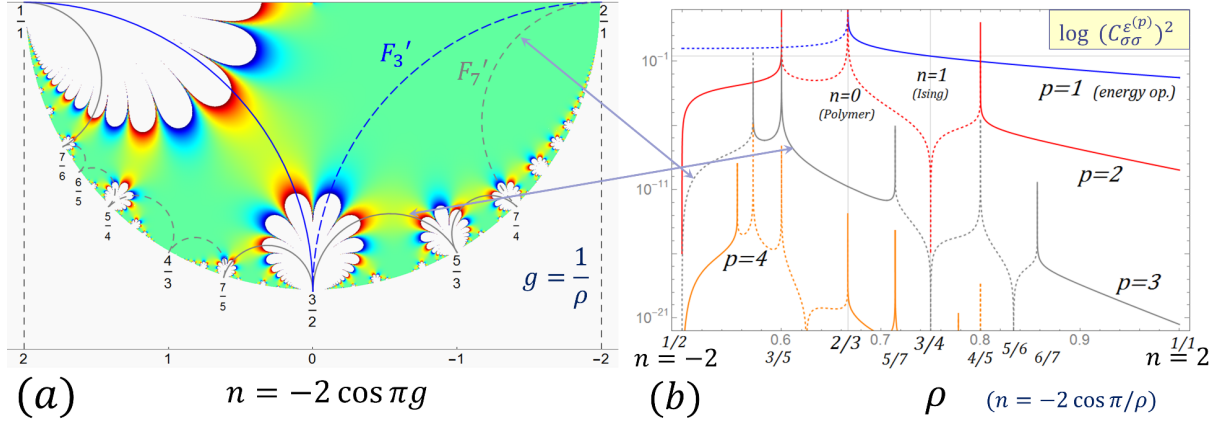 1/1
2/1
F₃′
F₇′
7/6
6/5
5/4
4/3
7/5
3/2
5/3
7/4
g = 1/ρ
2
1
0
-1
-2
(a)
n = −2 cos πg
log (C_{σσ}^{ε^{(p)}})²
10⁻¹
10⁻¹¹
10⁻²¹
n=1
(Ising)
n=0
(Polymer)
p=1 (energy op.)
p=2
p=3
p=4
0.6
0.7
0.8
0.9
1/2
3/5
2/3
5/7
3/4
4/5
5/6
6/7
1/1
n = −2
n = 2
(b)
ρ
(n = −2 cos π/ρ)